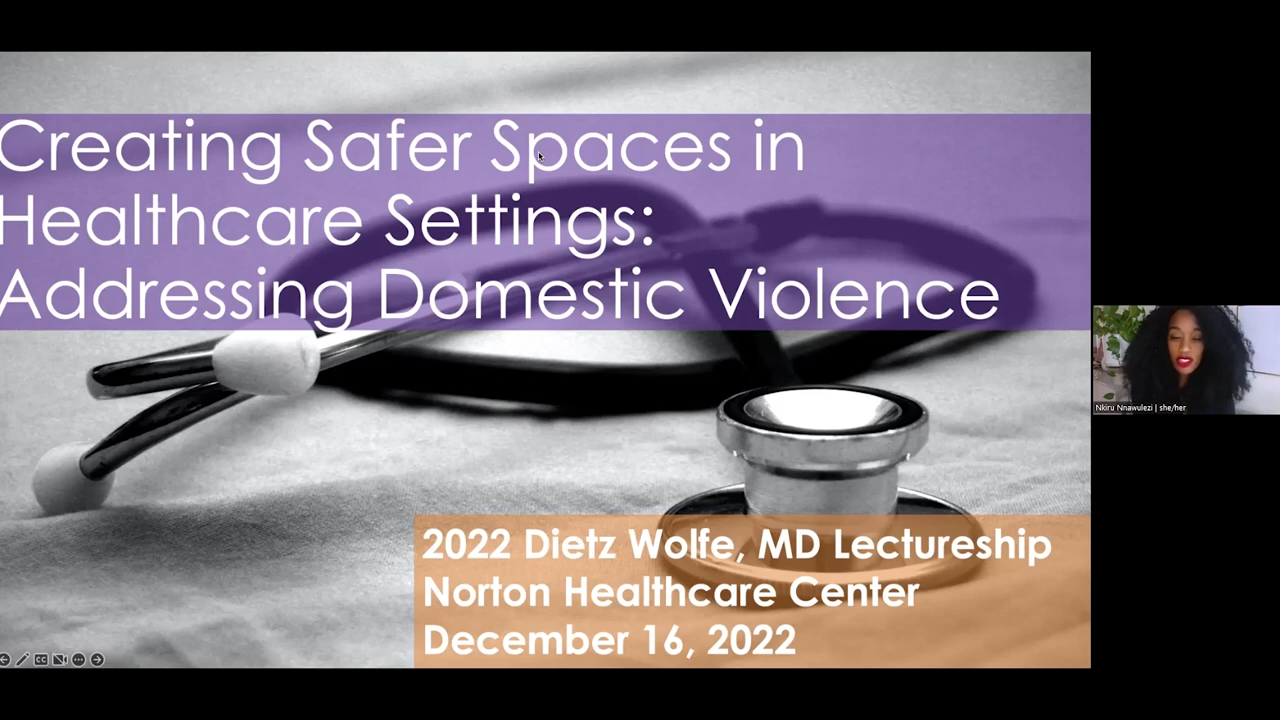 Creating Safer Spaces in
Healthcare Settings:
Addressing Domestic Violence
2022 Dietz Wolfe, MD Lectureship
Norton Healthcare Center
December 16, 2022
CC
Nkiru Nnawulezi | she/her